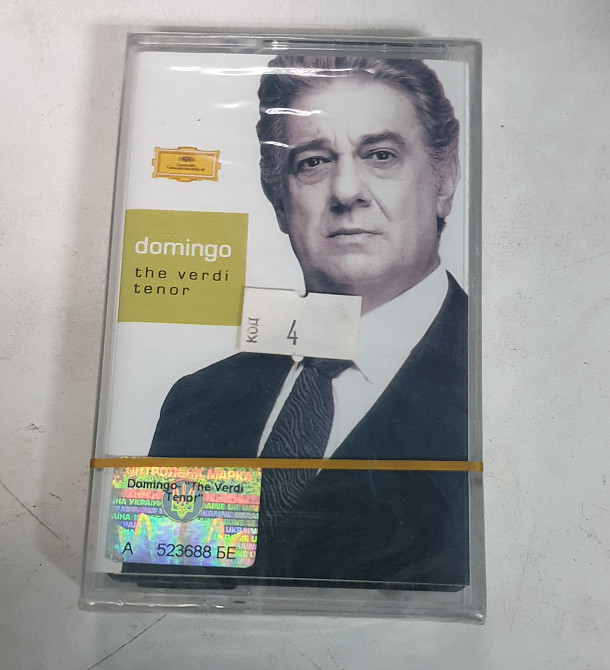 domingo
the verdi
tenor
код
4
Domingo- "The Verdi
Tenor"
А 523688 БЕ